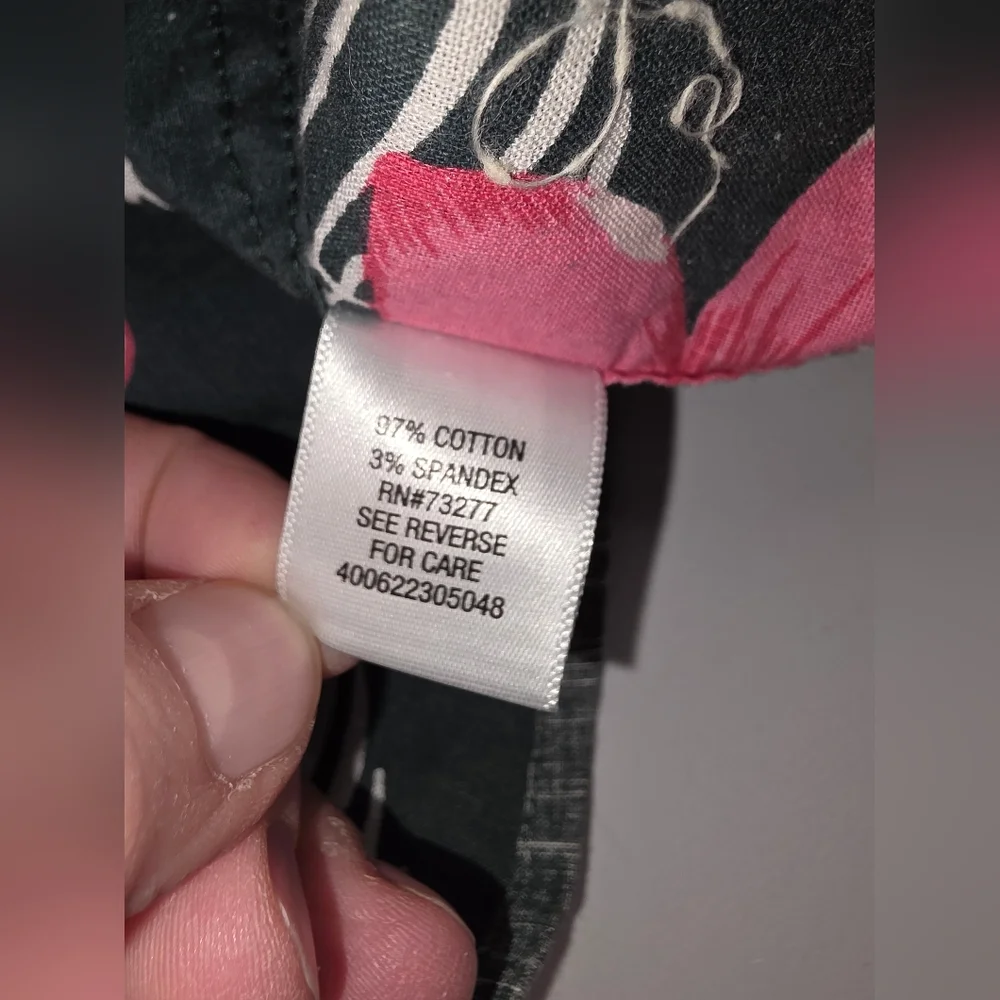 97% COTTON
3% SPANDEX
RN#73277
SEE REVERSE
FOR CARE
400622305048